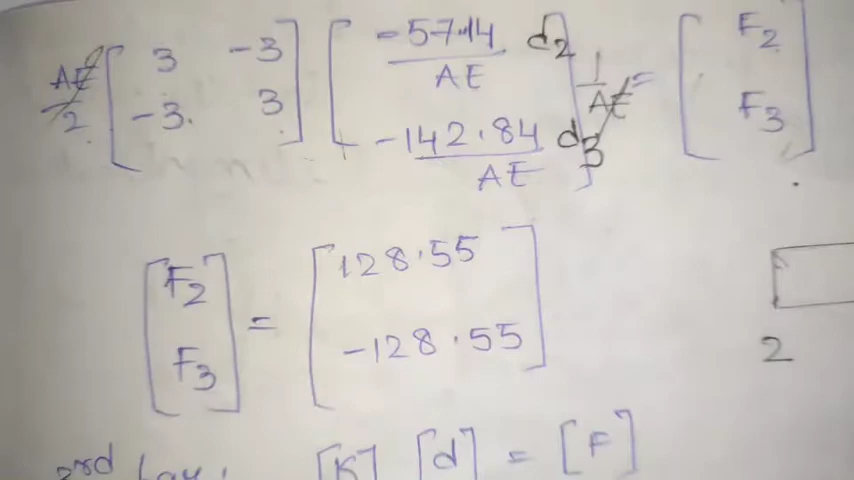 AE/2 [3 -3] [-57.14/AE d2] 1/AE = [F2]
[-3 3] [-142.84/AE d3] [F3]
[F2] = [128.55]
[F3] [-128.55]
2
3rd [K] [d] = [F]